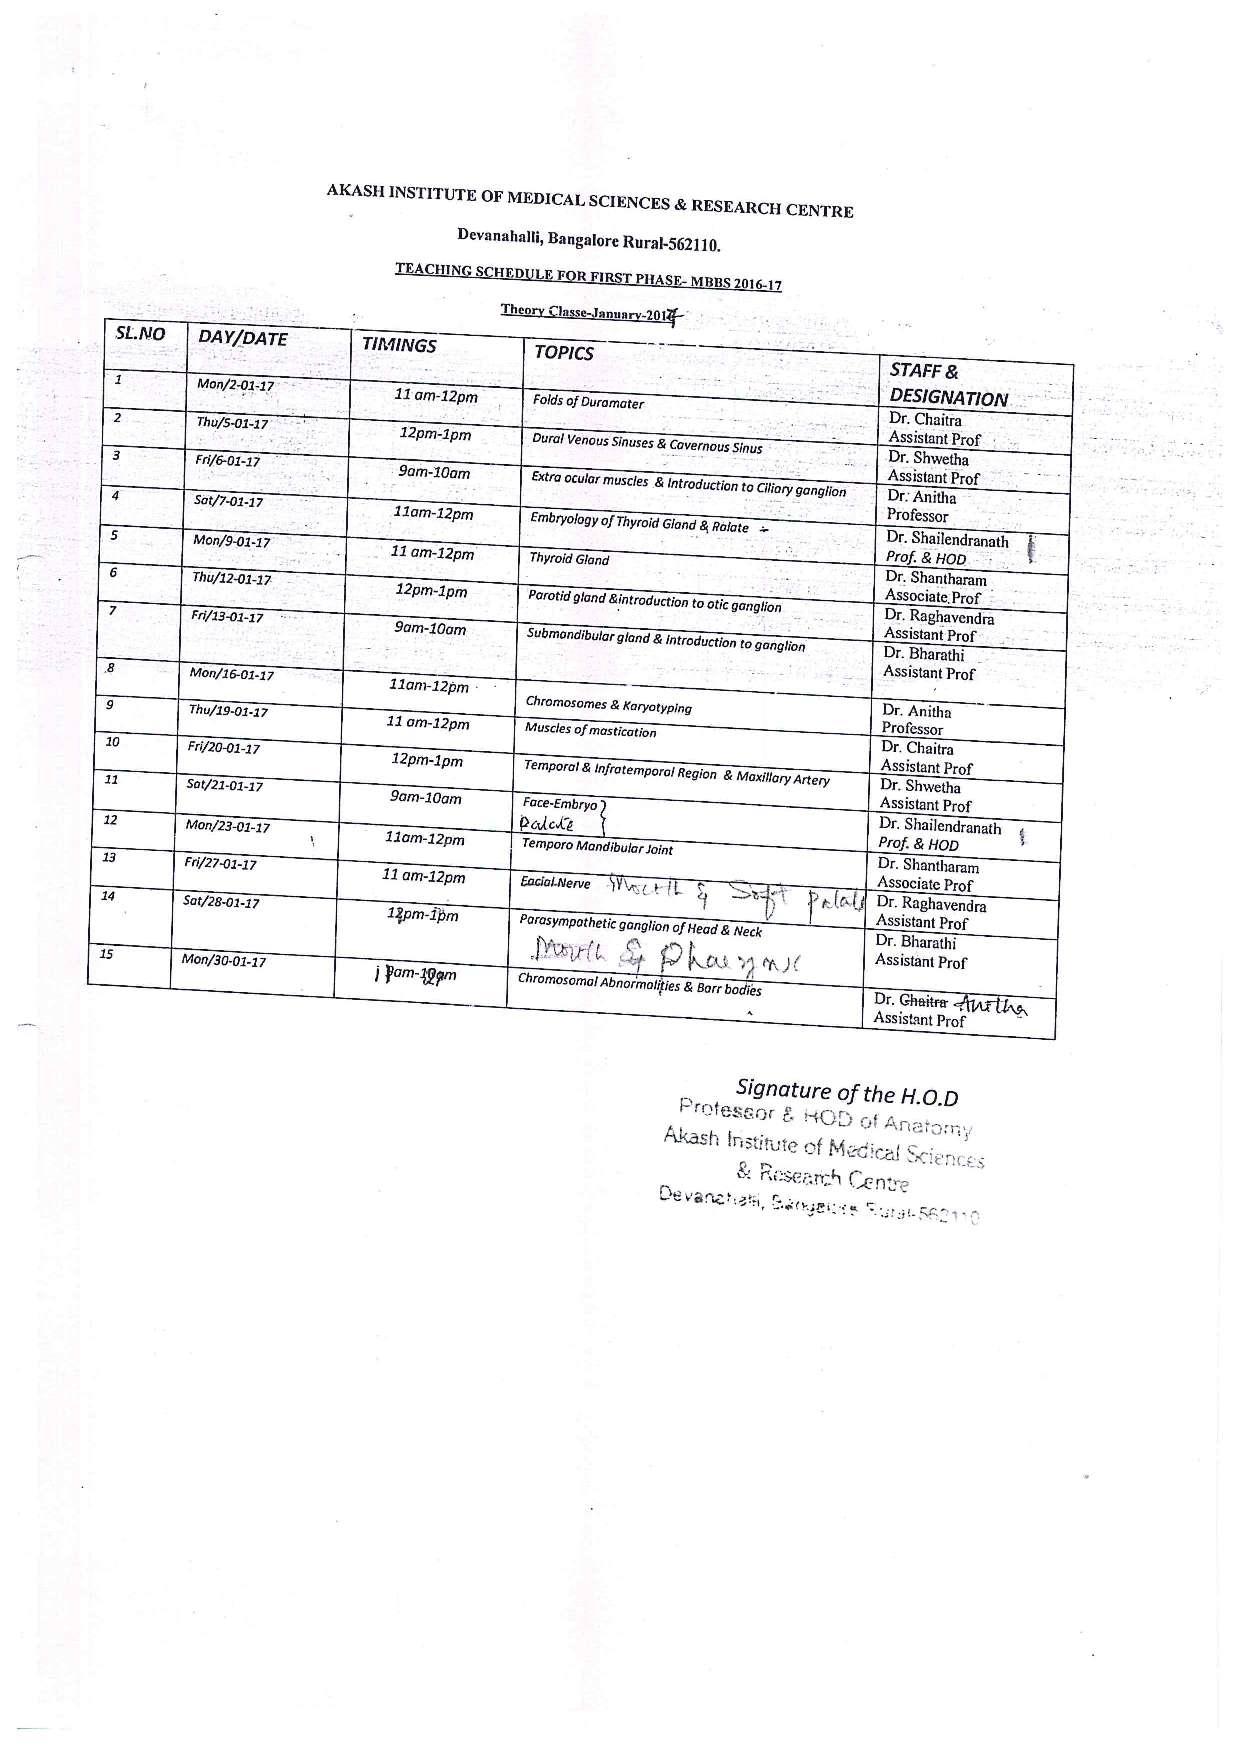 AKASH INSTITUTE OF MEDICAL SCIENCES & RESEARCH CENTRE
Devanahalli, Bangalore Rural-562110.
TEACHING SCHEDULE FOR FIRST PHASE- MBBS 2016-17
Theory Classe-January-2017
SL.NO DAY/DATE TIMINGS TOPICS STAFF & DESIGNATION
1 Mon/2-01-17 11 am-12pm Folds of Duramater Dr. Chaitra Assistant Prof
2 Thu/5-01-17 12pm-1pm Dural Venous Sinuses & Cavernous Sinus Dr. Shwetha Assistant Prof
3 Fri/6-01-17 9am-10am Extra ocular muscles & Introduction to Ciliary ganglion Dr. Anitha Professor
4 Sat/7-01-17 11am-12pm Embryology of Thyroid Gland & Ralate Dr. Shailendranath Prof. & HOD
5 Mon/9-01-17 11 am-12pm Thyroid Gland Dr. Shantharam Associate Prof
6 Thu/12-01-17 12pm-1pm Parotid gland &introduction to otic ganglion Dr. Raghavendra Assistant Prof
7 Fri/13-01-17 9am-10am Submandibular gland & Introduction to ganglion Dr. Bharathi Assistant Prof
8 Mon/16-01-17 11am-12pm Chromosomes & Karyotyping Dr. Anitha Professor
9 Thu/19-01-17 11 am-12pm Muscles of mastication Dr. Chaitra Assistant Prof
10 Fri/20-01-17 12pm-1pm Temporal & Infratemporal Region & Maxillary Artery Dr. Shwetha Assistant Prof
11 Sat/21-01-17 9am-10am Face-Embryo Palate Dr. Shailendranath Prof. & HOD
12 Mon/23-01-17 11am-12pm Temporo Mandibular Joint Dr. Shantharam Associate Prof
13 Fri/27-01-17 11 am-12pm Facial Nerve Mouth & Soft Palate Dr. Raghavendra Assistant Prof
14 Sat/28-01-17 12pm-1pm Parasympathetic ganglion of Head & Neck Mouth & Pharynx Dr. Bharathi Assistant Prof
15 Mon/30-01-17 Chromosomal Abnormalities & Barr bodies Dr. Chaitra Anitha Assistant Prof
Signature of the H.O.D
Professor & HOD of Anatomy
Akash Institute of Medical Sciences
& Research Centre
Devanahalli, Bangalore Rural-562110